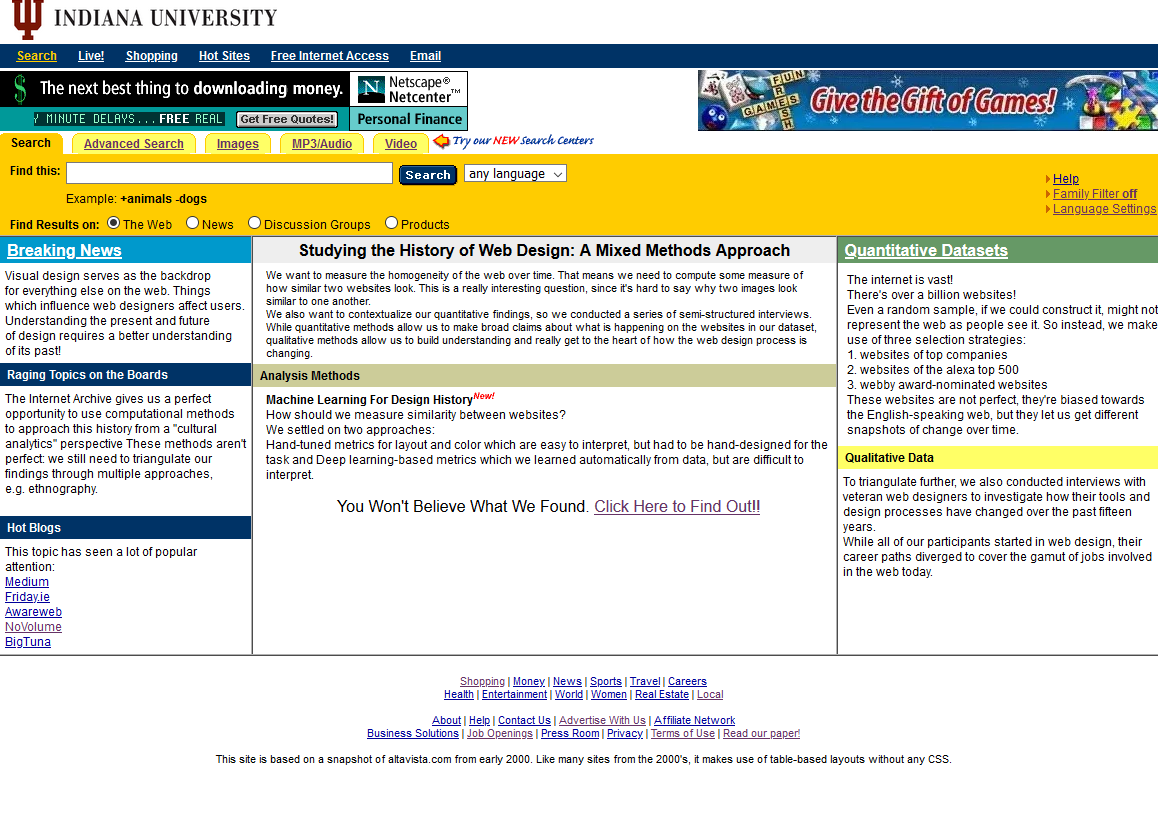 INDIANA UNIVERSITY
Search Live! Shopping Hot Sites Free Internet Access Email
$ The next best thing to downloading money.
Netscape®
Netcenter™
MINUTE DELAYS... FREE REAL
Get Free Quotes!
Personal Finance
FUN
GAMES
Give the Gift of Games!
Search Advanced Search Images MP3/Audio Video Try our NEW Search Centers
Find this: Search any language
Example: +animals -dogs
Find Results on: The Web News Discussion Groups Products
Help
Family Filter off
Language Settings
Breaking News
Visual design serves as the backdrop
for everything else on the web. Things
which influence web designers affect users.
Understanding the present and future
of design requires a better understanding
of its past!
Raging Topics on the Boards
The Internet Archive gives us a perfect
opportunity to use computational methods
to approach this history from a "cultural
analytics" perspective These methods aren't
perfect: we still need to triangulate our
findings through multiple approaches,
e.g. ethnography.
Hot Blogs
This topic has seen a lot of popular
attention:
Medium
Friday.ie
Awareweb
NoVolume
BigTuna
Studying the History of Web Design: A Mixed Methods Approach
We want to measure the homogeneity of the web over time. That means we need to compute some measure of
how similar two websites look. This is a really interesting question, since it's hard to say why two images look
similar to one another.
We also want to contextualize our quantitative findings, so we conducted a series of semi-structured interviews.
While quantitative methods allow us to make broad claims about what is happening on the websites in our dataset,
qualitative methods allow us to build understanding and really get to the heart of how the web design process is
changing.
Analysis Methods
Machine Learning For Design History New!
How should we measure similarity between websites?
We settled on two approaches:
Hand-tuned metrics for layout and color which are easy to interpret, but had to be hand-designed for the
task and Deep learning-based metrics which we learned automatically from data, but are difficult to
interpret.
You Won't Believe What We Found. Click Here to Find Out!!
Quantitative Datasets
The internet is vast!
There's over a billion websites!
Even a random sample, if we could construct it, might not
represent the web as people see it. So instead, we make
use of three selection strategies:
1. websites of top companies
2. websites of the alexa top 500
3. webby award-nominated websites
These websites are not perfect, they're biased towards
the English-speaking web, but they let us get different
snapshots of change over time.
Qualitative Data
To triangulate further, we also conducted interviews with
veteran web designers to investigate how their tools and
design processes have changed over the past fifteen
years.
While all of our participants started in web design, their
career paths diverged to cover the gamut of jobs involved
in the web today.
Shopping | Money | News | Sports | Travel | Careers
Health | Entertainment | World | Women | Real Estate | Local
About | Help | Contact Us | Advertise With Us | Affiliate Network
Business Solutions | Job Openings | Press Room | Privacy | Terms of Use | Read our paper!
This site is based on a snapshot of altavista.com from early 2000. Like many sites from the 2000's, it makes use of table-based layouts without any CSS.